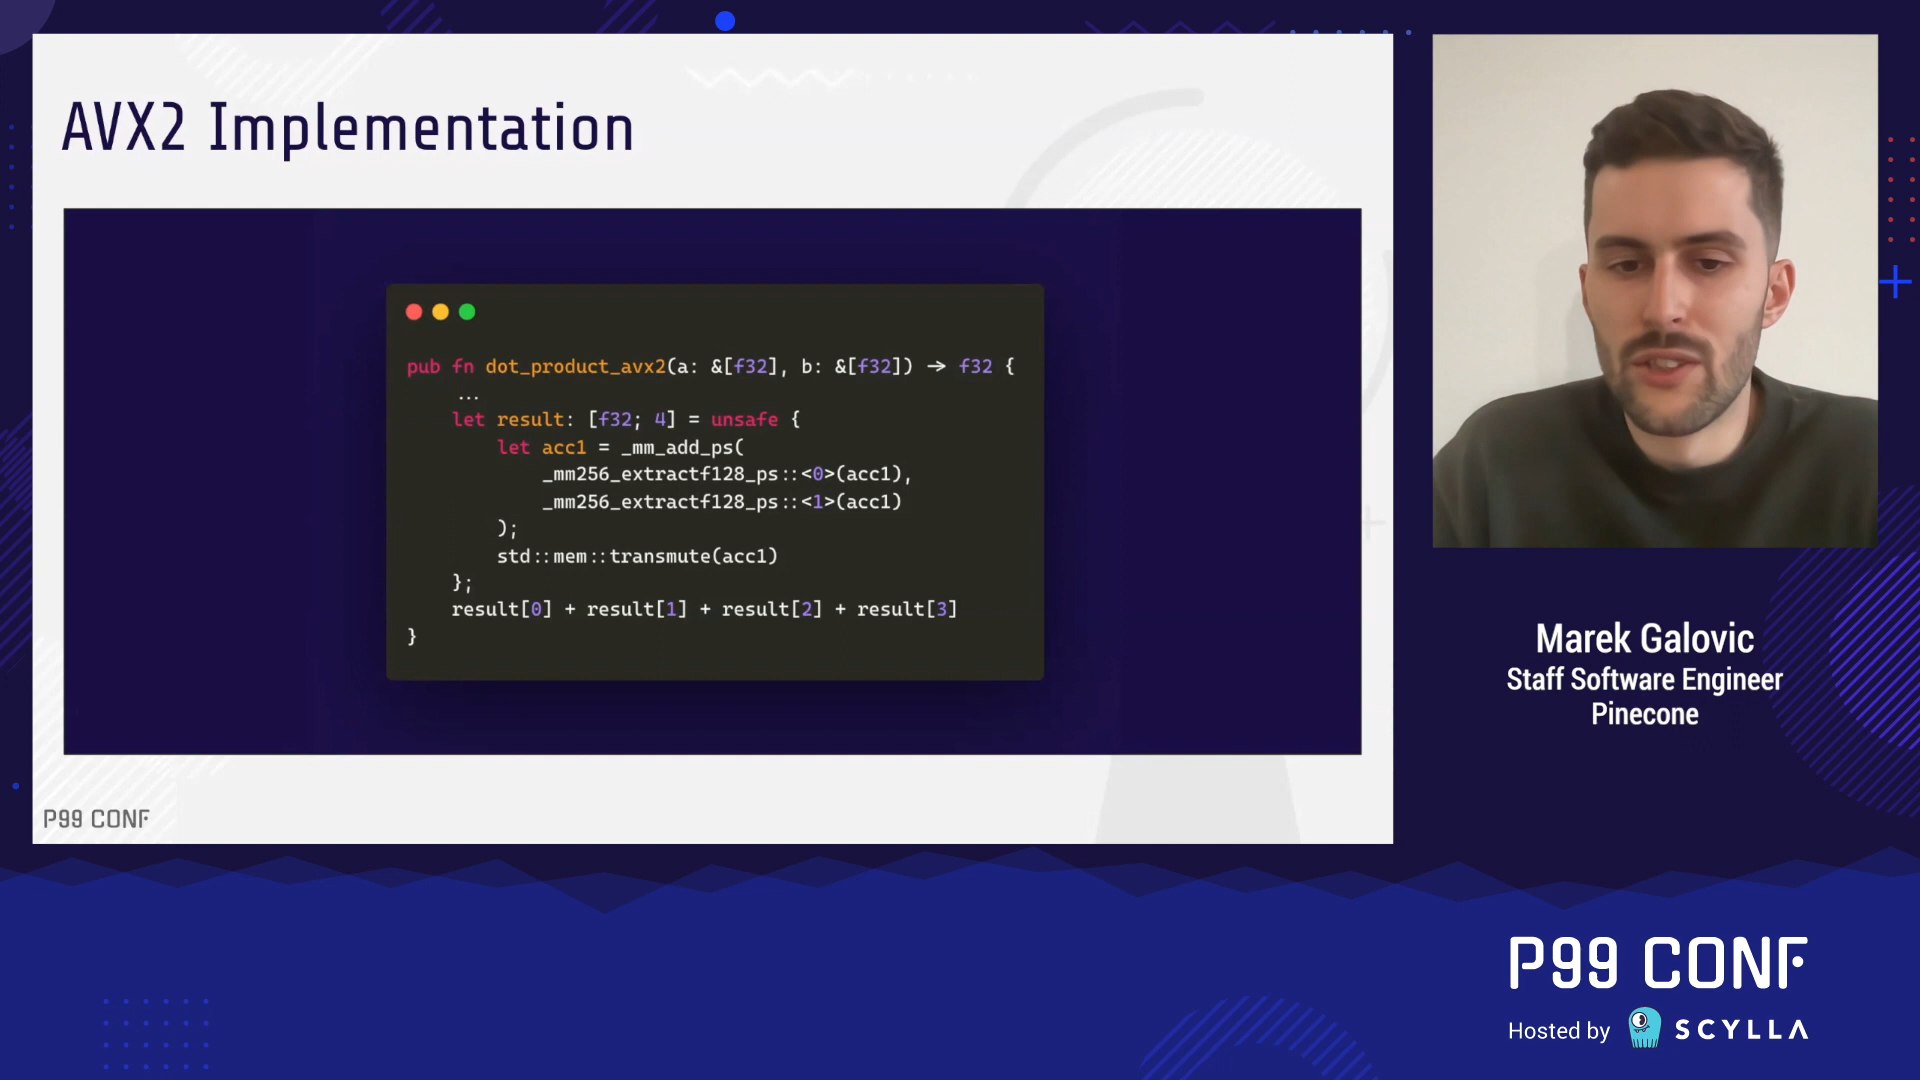 AVX2 Implementation
pub fn dot_product_avx2(a: &[f32], b: &[f32]) → f32 {
...
let result: [f32; 4] = unsafe {
let acc1 = _mm_add_ps(
_mm256_extractf128_ps::<0>(acc1),
_mm256_extractf128_ps::<1>(acc1)
);
std::mem::transmute(acc1)
};
result[0] + result[1] + result[2] + result[3]
}
P99 CONF
Marek Galovic
Staff Software Engineer
Pinecone
P99 CONF
Hosted by SCYLLA